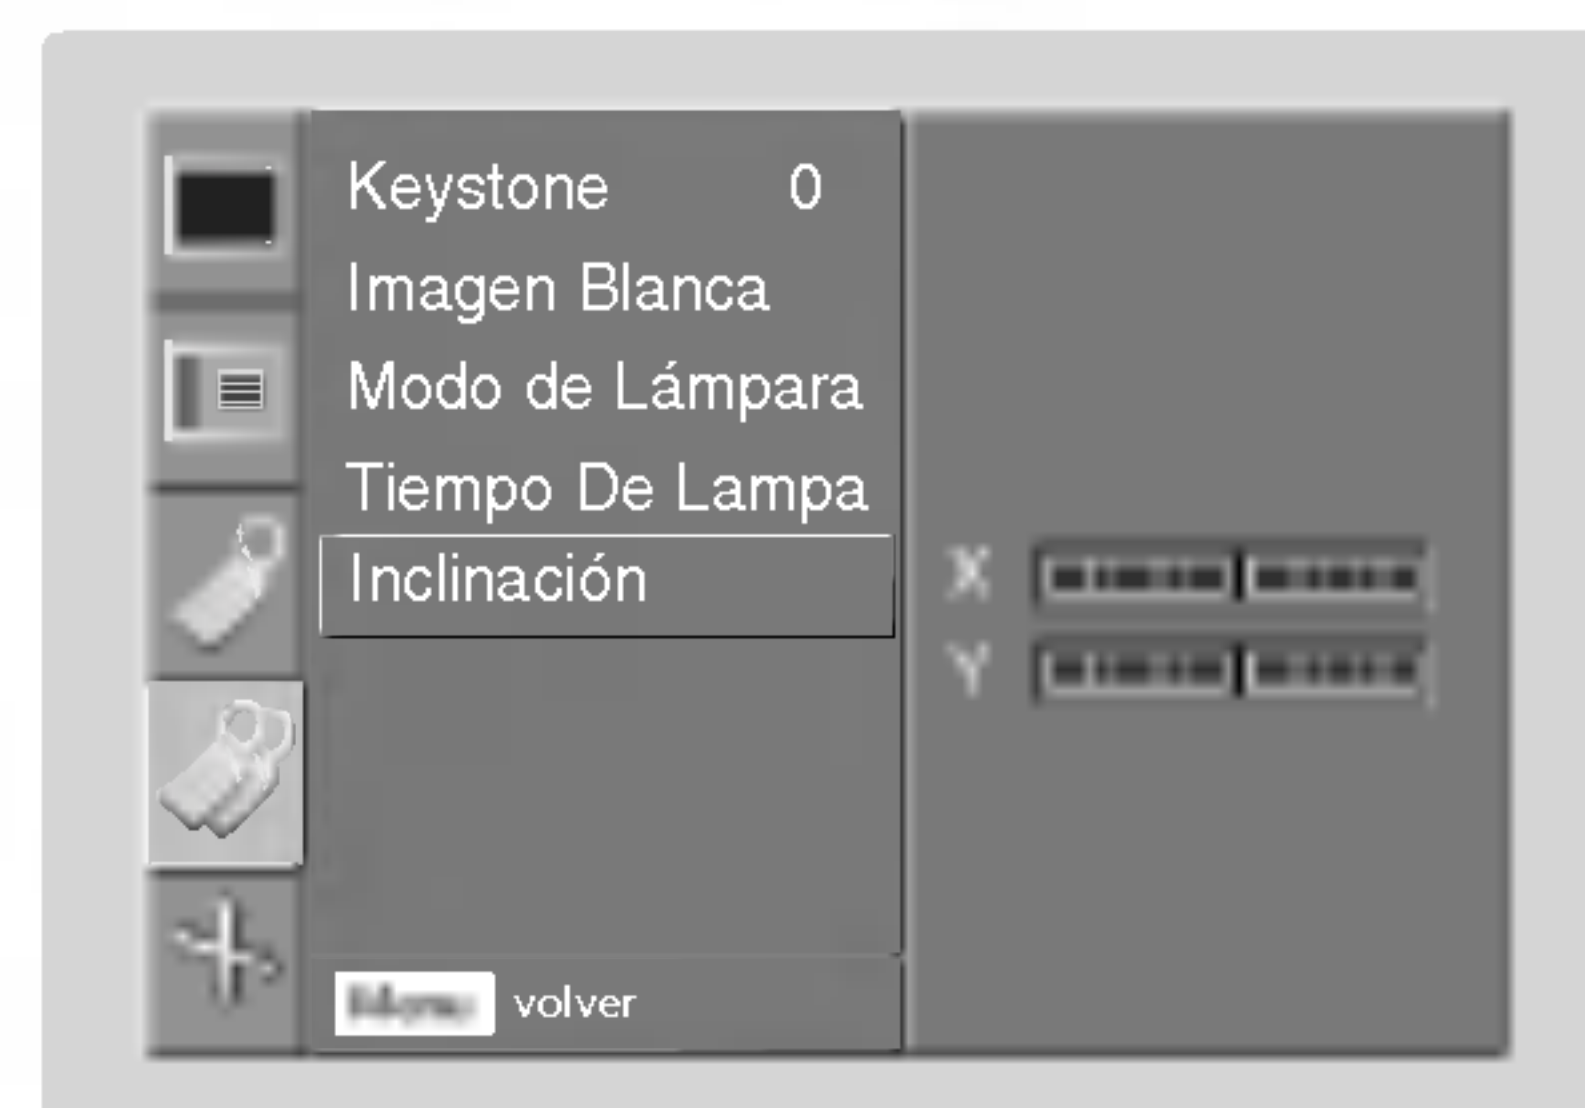 Keystone 0
Imagen Blanca
Modo de Lámpara
Tiempo De Lampa
Inclinación
X
Y
volver